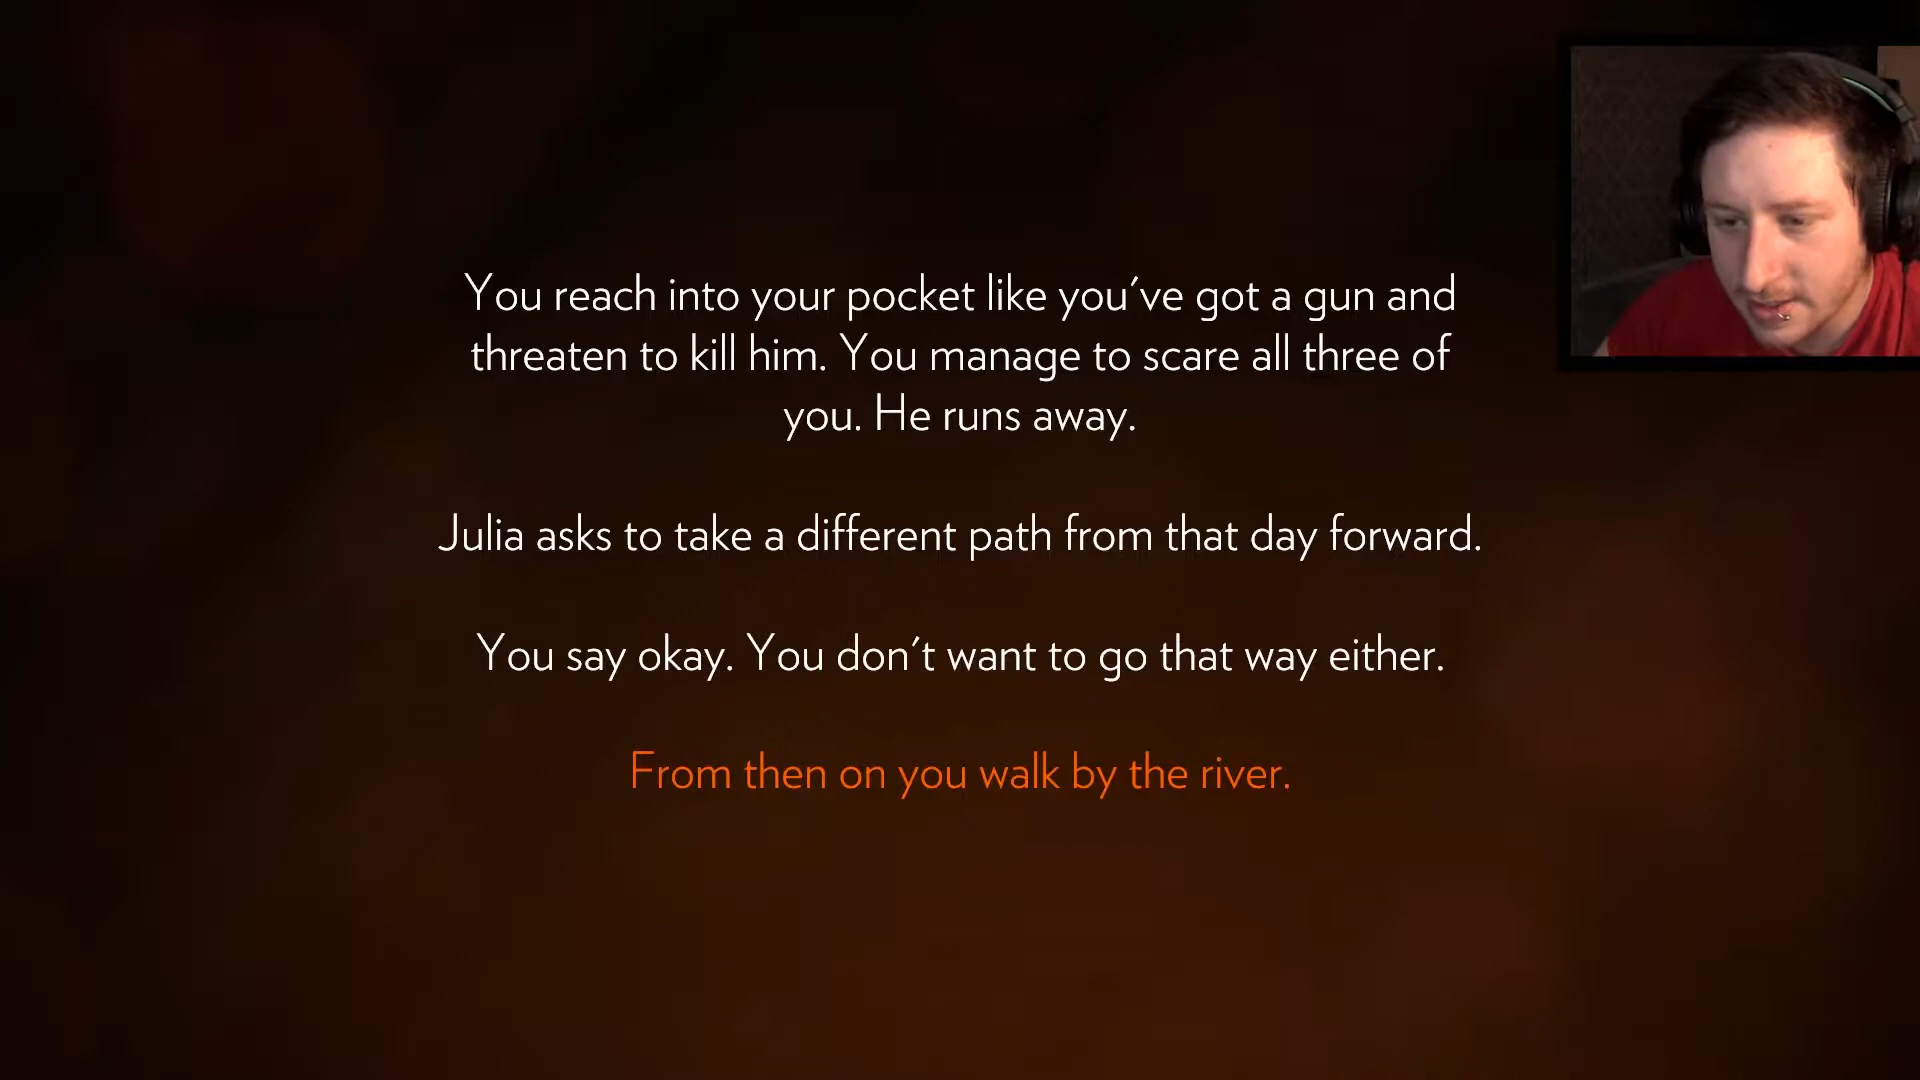 You reach into your pocket like you've got a gun and
threaten to kill him. You manage to scare all three of
you. He runs away.
Julia asks to take a different path from that day forward.
You say okay. You don't want to go that way either.
From then on you walk by the river.